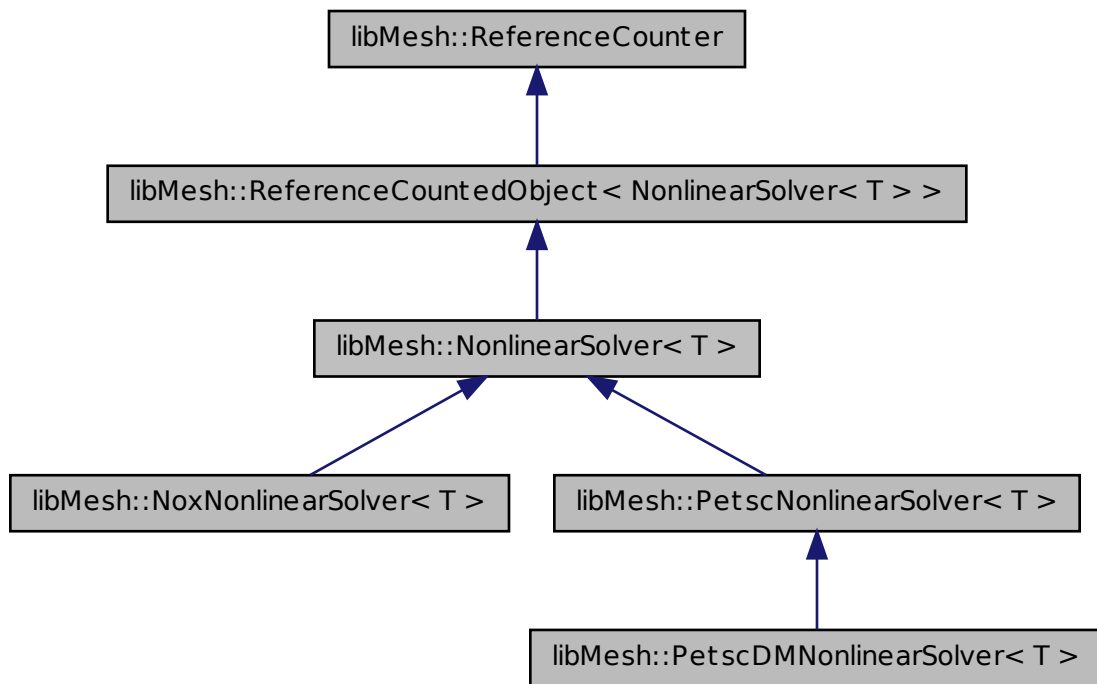 libMesh::ReferenceCounter
libMesh::ReferenceCountedObject< NonlinearSolver< T > >
libMesh::NonlinearSolver< T >
libMesh::NoxNonlinearSolver< T >
libMesh::PetscNonlinearSolver< T >
libMesh::PetscDMNonlinearSolver< T >